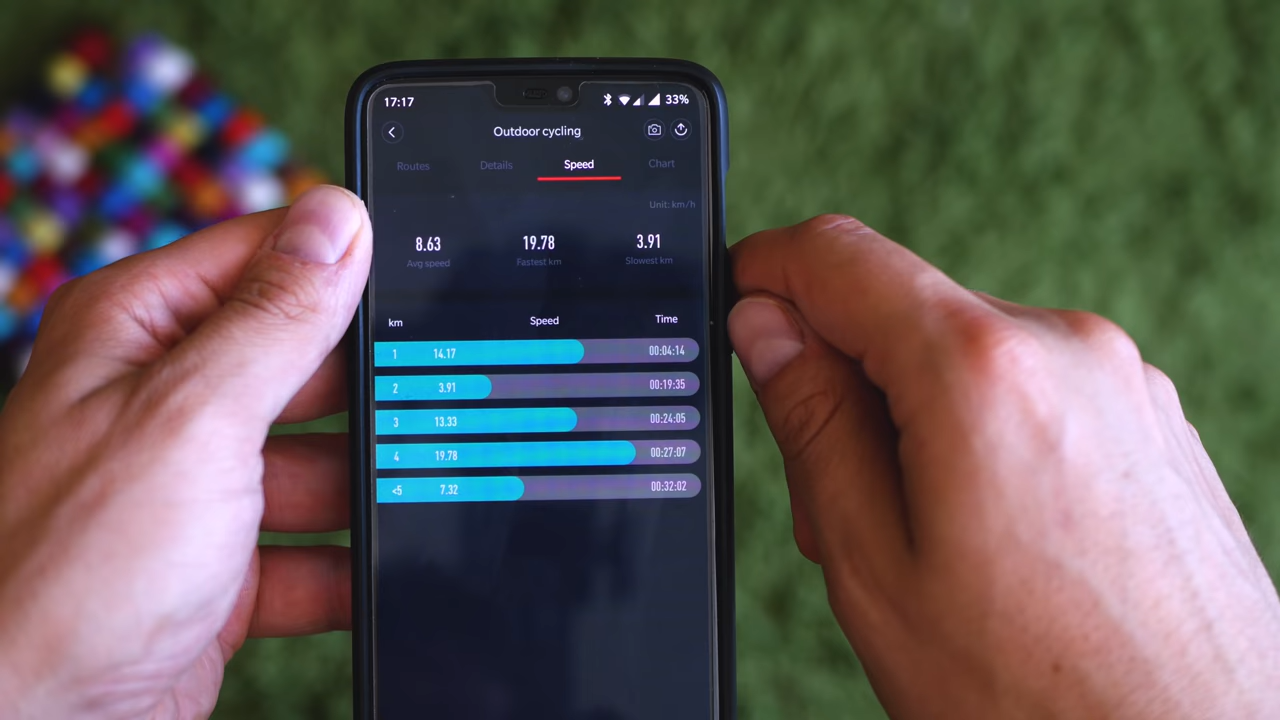 17:17 33%
Outdoor cycling
Routes Details Speed Chart
Unit: km/h
8.63 19.78 3.91
Avg speed Fastest km Slowest km
km Speed Time
1 14.17 00:04:14
2 3.91 00:19:35
3 13.33 00:24:05
4 19.78 00:27:07
<5 7.32 00:32:02